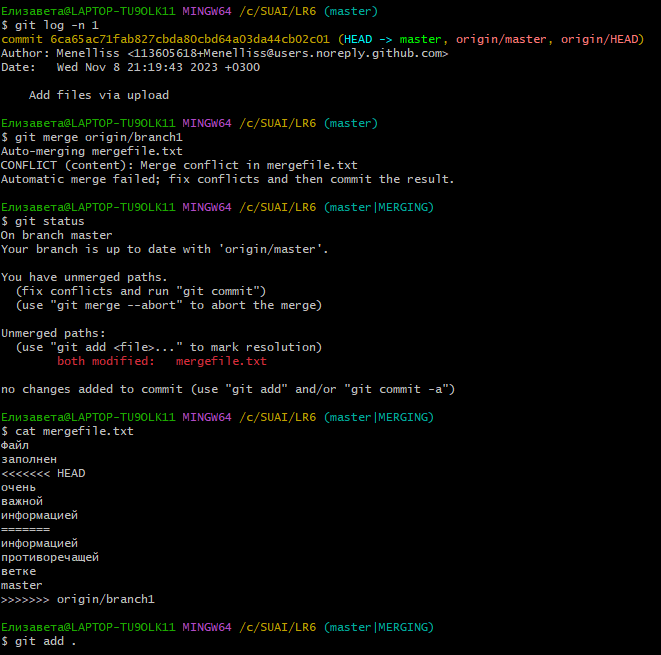 Елизавета@LAPTOP-TU9OLK11 MINGW64 /c/SUAI/LR6 (master)
$ git log -n 1
commit 6ca65ac71fab827cbda80cbd64a03da44cb02c01 (HEAD -> master, origin/master, origin/HEAD)
Author: Menelliss <113605618+Menelliss@users.noreply.github.com>
Date:   Wed Nov 8 21:19:43 2023 +0300
    Add files via upload
Елизавета@LAPTOP-TU9OLK11 MINGW64 /c/SUAI/LR6 (master)
$ git merge origin/branch1
Auto-merging mergefile.txt
CONFLICT (content): Merge conflict in mergefile.txt
Automatic merge failed; fix conflicts and then commit the result.
Елизавета@LAPTOP-TU9OLK11 MINGW64 /c/SUAI/LR6 (master|MERGING)
$ git status
On branch master
Your branch is up to date with 'origin/master'.
You have unmerged paths.
  (fix conflicts and run "git commit")
  (use "git merge --abort" to abort the merge)
Unmerged paths:
  (use "git add <file>..." to mark resolution)
        both modified:   mergefile.txt
no changes added to commit (use "git add" and/or "git commit -a")
Елизавета@LAPTOP-TU9OLK11 MINGW64 /c/SUAI/LR6 (master|MERGING)
$ cat mergefile.txt
Файл
заполнен
<<<<<<< HEAD
очень
важной
информацией
=======
информацией
противоречащей
ветке
master
>>>>>>> origin/branch1
Елизавета@LAPTOP-TU9OLK11 MINGW64 /c/SUAI/LR6 (master|MERGING)
$ git add .